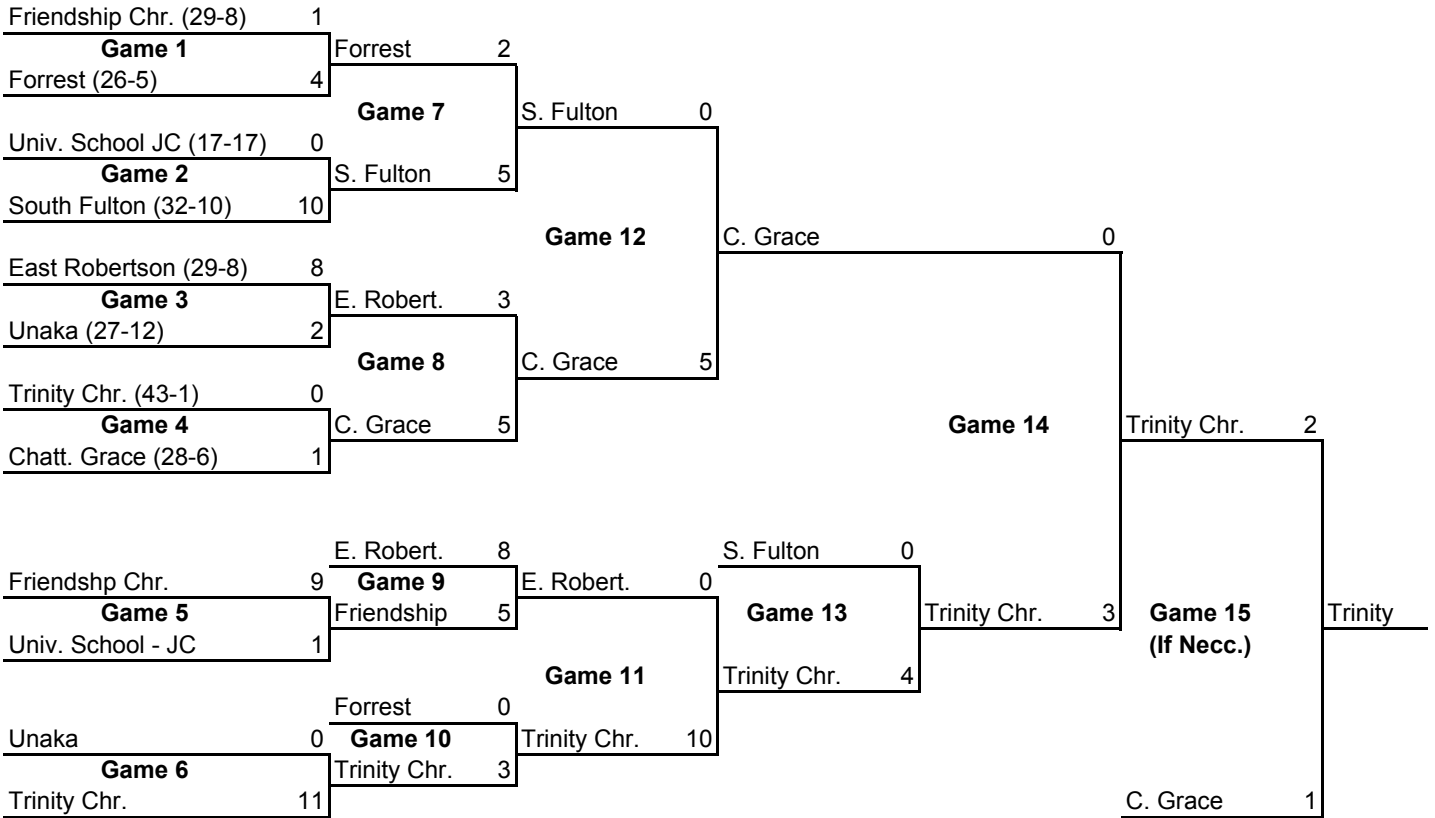 Friendship Chr. (29-8) 1
Game 1 Forrest 2
Forrest (26-5) 4
Game 7 S. Fulton 0
Univ. School JC (17-17) 0
Game 2 S. Fulton 5
South Fulton (32-10) 10
Game 12 C. Grace 0
East Robertson (29-8) 8
Game 3 E. Robert. 3
Unaka (27-12) 2
Game 8 C. Grace 5
Trinity Chr. (43-1) 0
Game 4 C. Grace 5 Game 14 Trinity Chr. 2
Chatt. Grace (28-6) 1
E. Robert. 8 S. Fulton 0
Friendshp Chr. 9 Game 9 E. Robert. 0
Game 5 Friendship 5 Game 13 Trinity Chr. 3 Game 15 Trinity
Univ. School - JC 1 (If Necc.)
Game 11 Trinity Chr. 4
Forrest 0
Unaka 0 Game 10 Trinity Chr. 10
Game 6 Trinity Chr. 3
Trinity Chr. 11 C. Grace 1